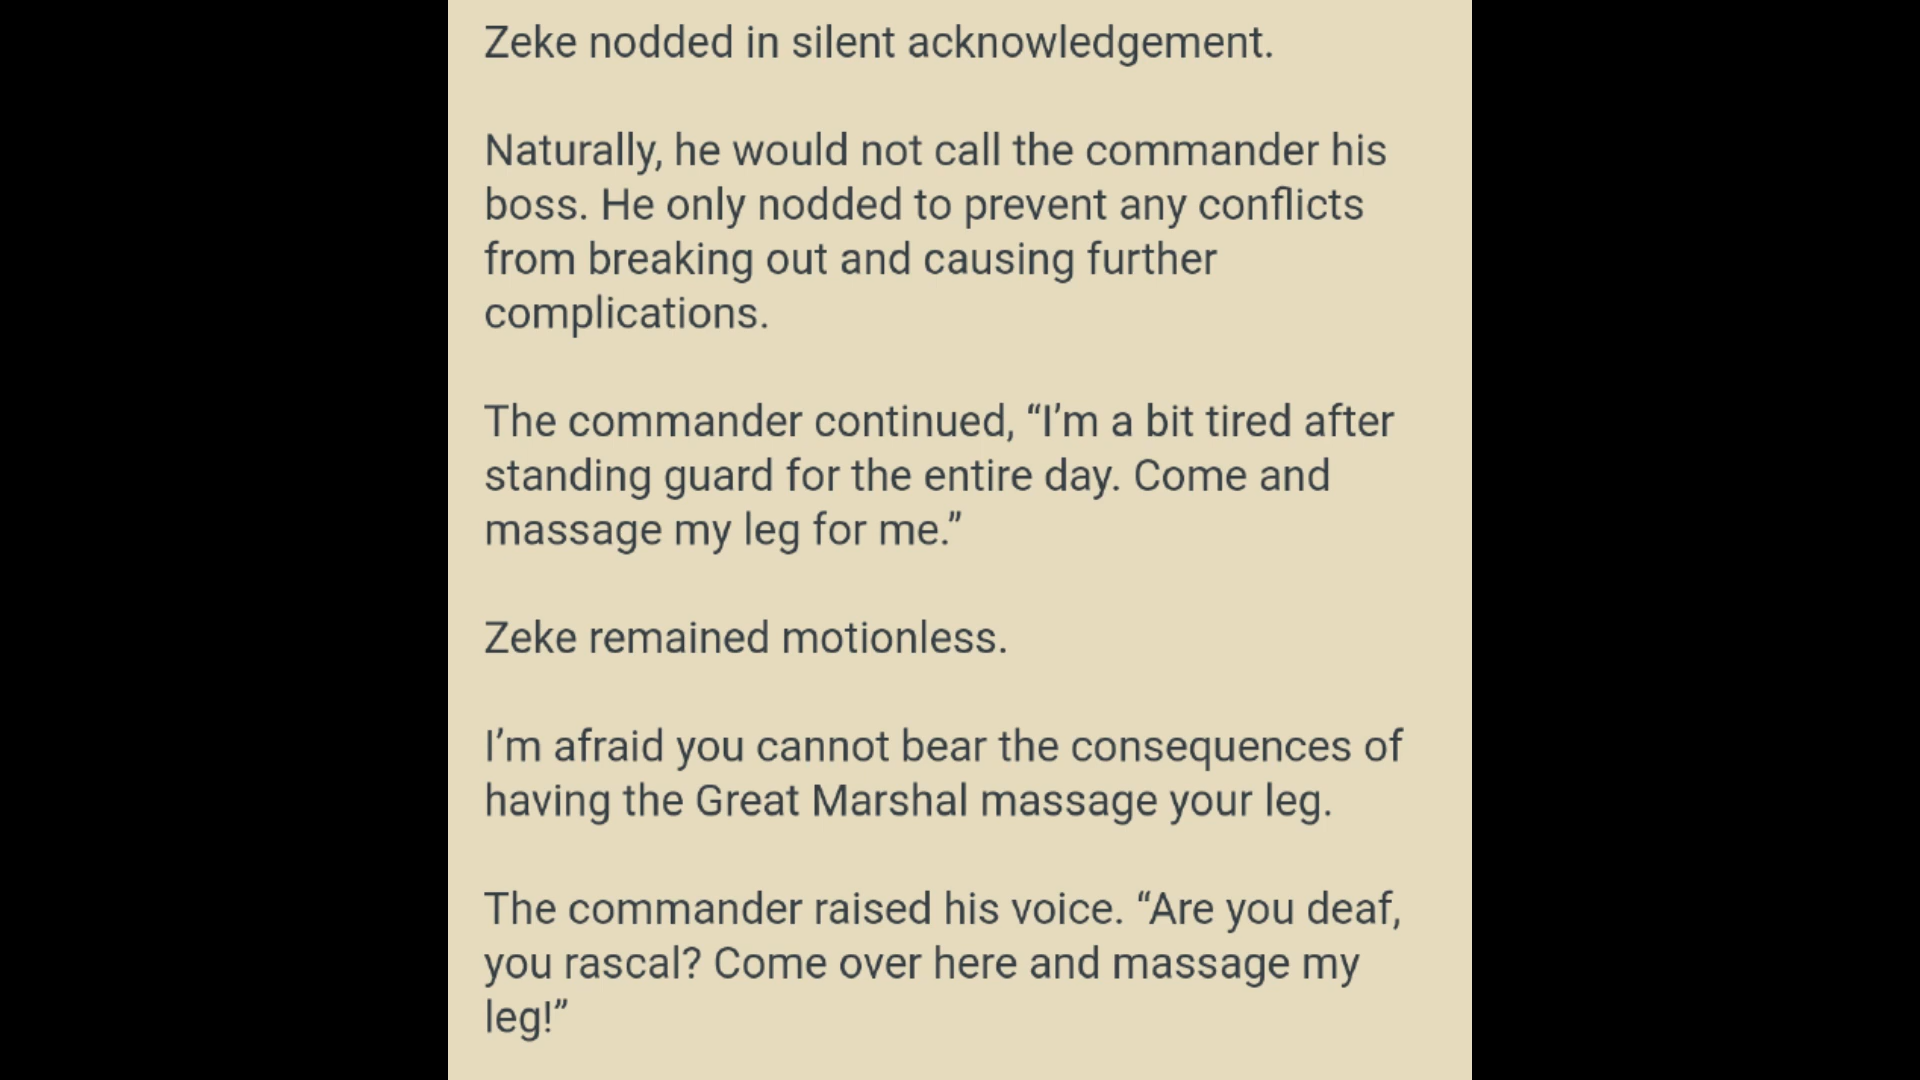 Zeke nodded in silent acknowledgement.
Naturally, he would not call the commander his
boss. He only nodded to prevent any conflicts
from breaking out and causing further
complications.
The commander continued, “I’m a bit tired after
standing guard for the entire day. Come and
massage my leg for me.”
Zeke remained motionless.
I’m afraid you cannot bear the consequences of
having the Great Marshal massage your leg.
The commander raised his voice. “Are you deaf,
you rascal? Come over here and massage my
leg!”